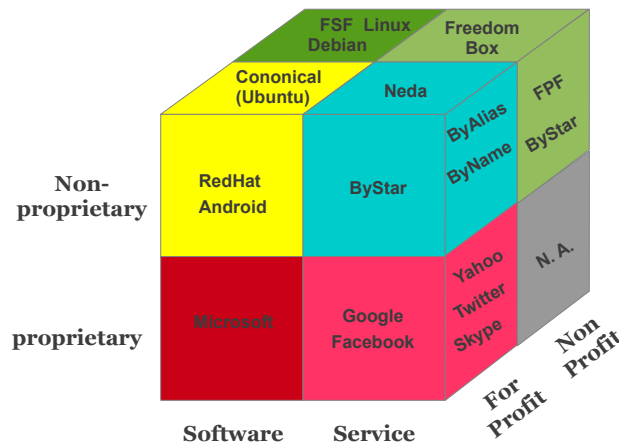 FSF Linux
Debian
Freedom
Box
Cononical
(Ubuntu)
Neda
Non-
proprietary
RedHat
Android
ByStar
ByAlias
ByName
FPF
ByStar
proprietary
Microsoft
Google
Facebook
Yahoo
Twitter
Skype
N. A.
Software
Service
For
Profit
Non
Profit